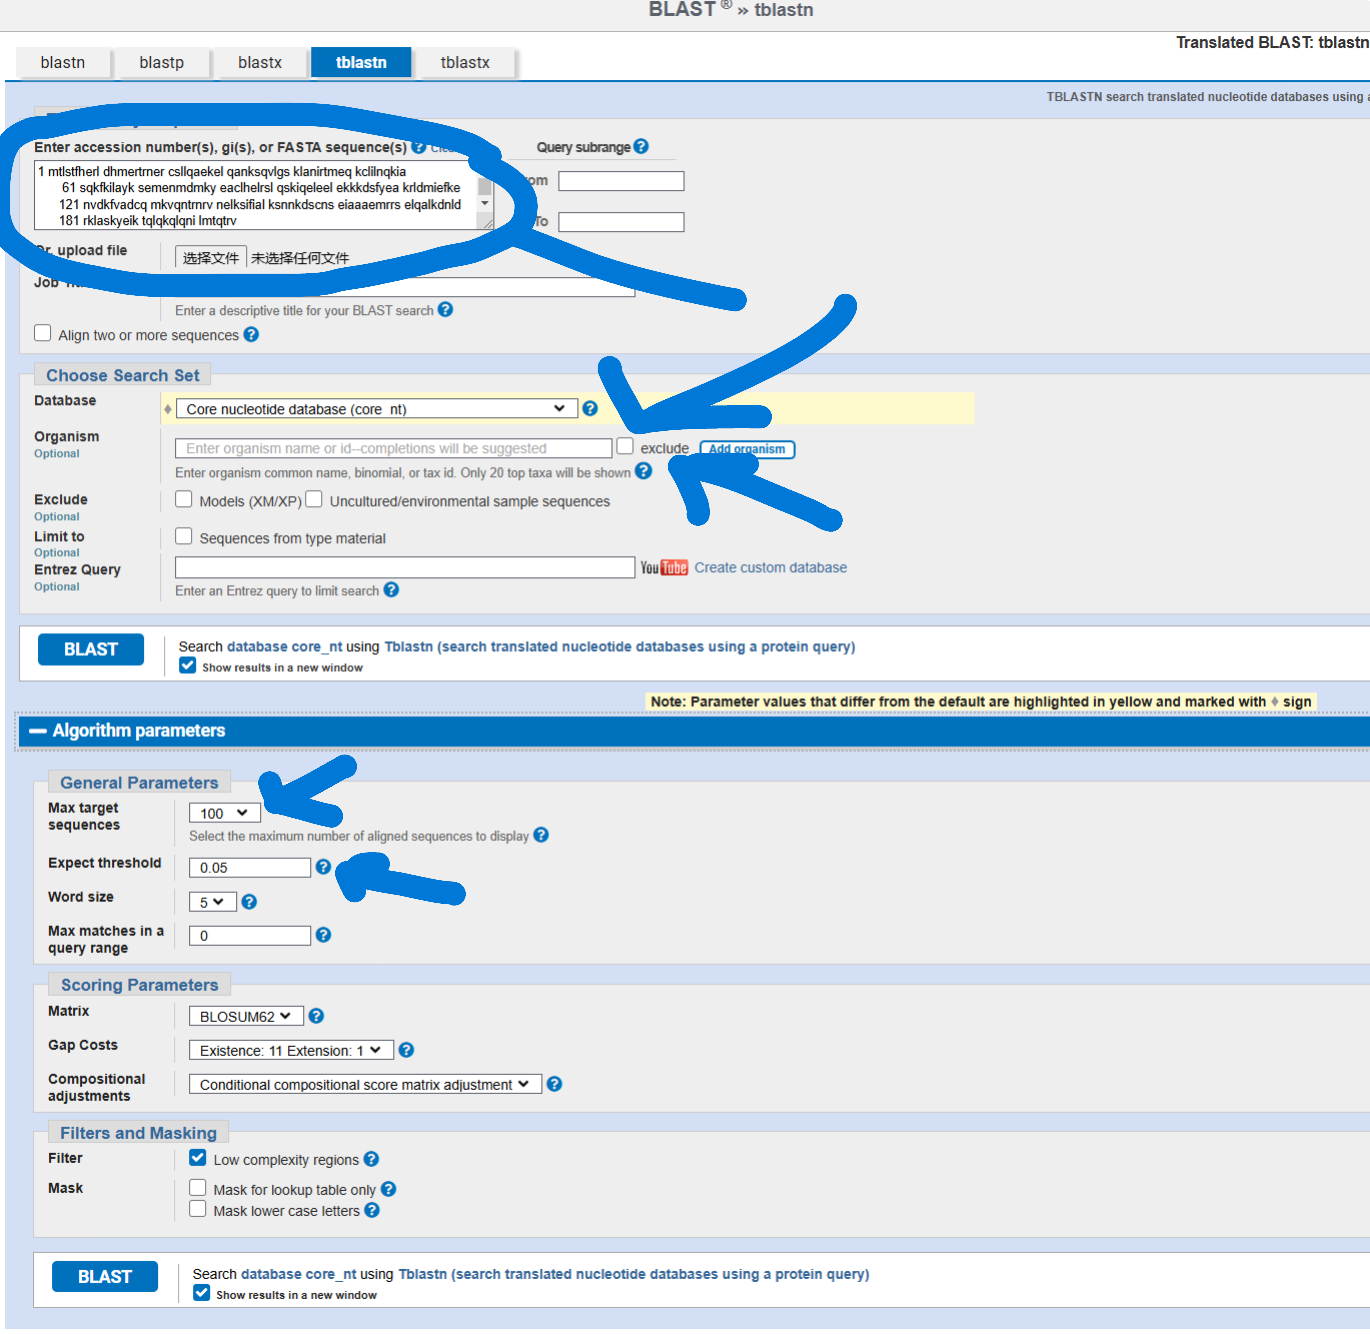 BLAST ® » tblastn
Translated BLAST: tblastn
blastn blastp blastx tblastn tblastx
TBLASTN search translated nucleotide databases using a
Enter accession number(s), gi(s), or FASTA sequence(s)
Query subrange
1 mtlstfherl dhmertrner csllqaekel qanksqvlgs klanirtmeq kclilnqkia
61 sqkfkilayk semenmdmky eaclhelrsl qskiqeleel ekkkdsfyea krldmiefke
121 nvdkfvadcq mkvqntrnrv nelksifial ksnnkdscns eiaaaemrrs elqalkdnld
181 rklaskyeik tqlqkqlqni lmtqtrv
To
Or, upload file
选择文件 未选择任何文件
Job
Enter a descriptive title for your BLAST search
Align two or more sequences
Choose Search Set
Database
Core nucleotide database (core_nt)
Organism
Optional
Enter organism name or id--completions will be suggested
exclude
Add organism
Enter organism common name, binomial, or tax id. Only 20 top taxa will be shown
Exclude
Optional
Models (XM/XP) Uncultured/environmental sample sequences
Limit to
Optional
Sequences from type material
Entrez Query
Optional
YouTube Create custom database
Enter an Entrez query to limit search
BLAST
Search database core_nt using Tblastn (search translated nucleotide databases using a protein query)
Show results in a new window
Note: Parameter values that differ from the default are highlighted in yellow and marked with ♦ sign
Algorithm parameters
General Parameters
Max target
sequences
100
Select the maximum number of aligned sequences to display
Expect threshold
0.05
Word size
5
Max matches in a
query range
0
Scoring Parameters
Matrix
BLOSUM62
Gap Costs
Existence: 11 Extension: 1
Compositional
adjustments
Conditional compositional score matrix adjustment
Filters and Masking
Filter
Low complexity regions
Mask
Mask for lookup table only
Mask lower case letters
BLAST
Search database core_nt using Tblastn (search translated nucleotide databases using a protein query)
Show results in a new window